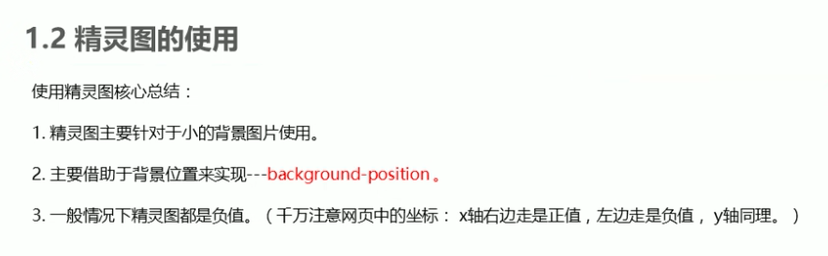 1.2 精灵图的使用
使用精灵图核心总结：
1. 精灵图主要针对于小的背景图片使用。
2. 主要借助于背景位置来实现---background-position 。
3. 一般情况下精灵图都是负值。（千万注意网页中的坐标： x轴右边走是正值，左边走是负值， y轴同理。）